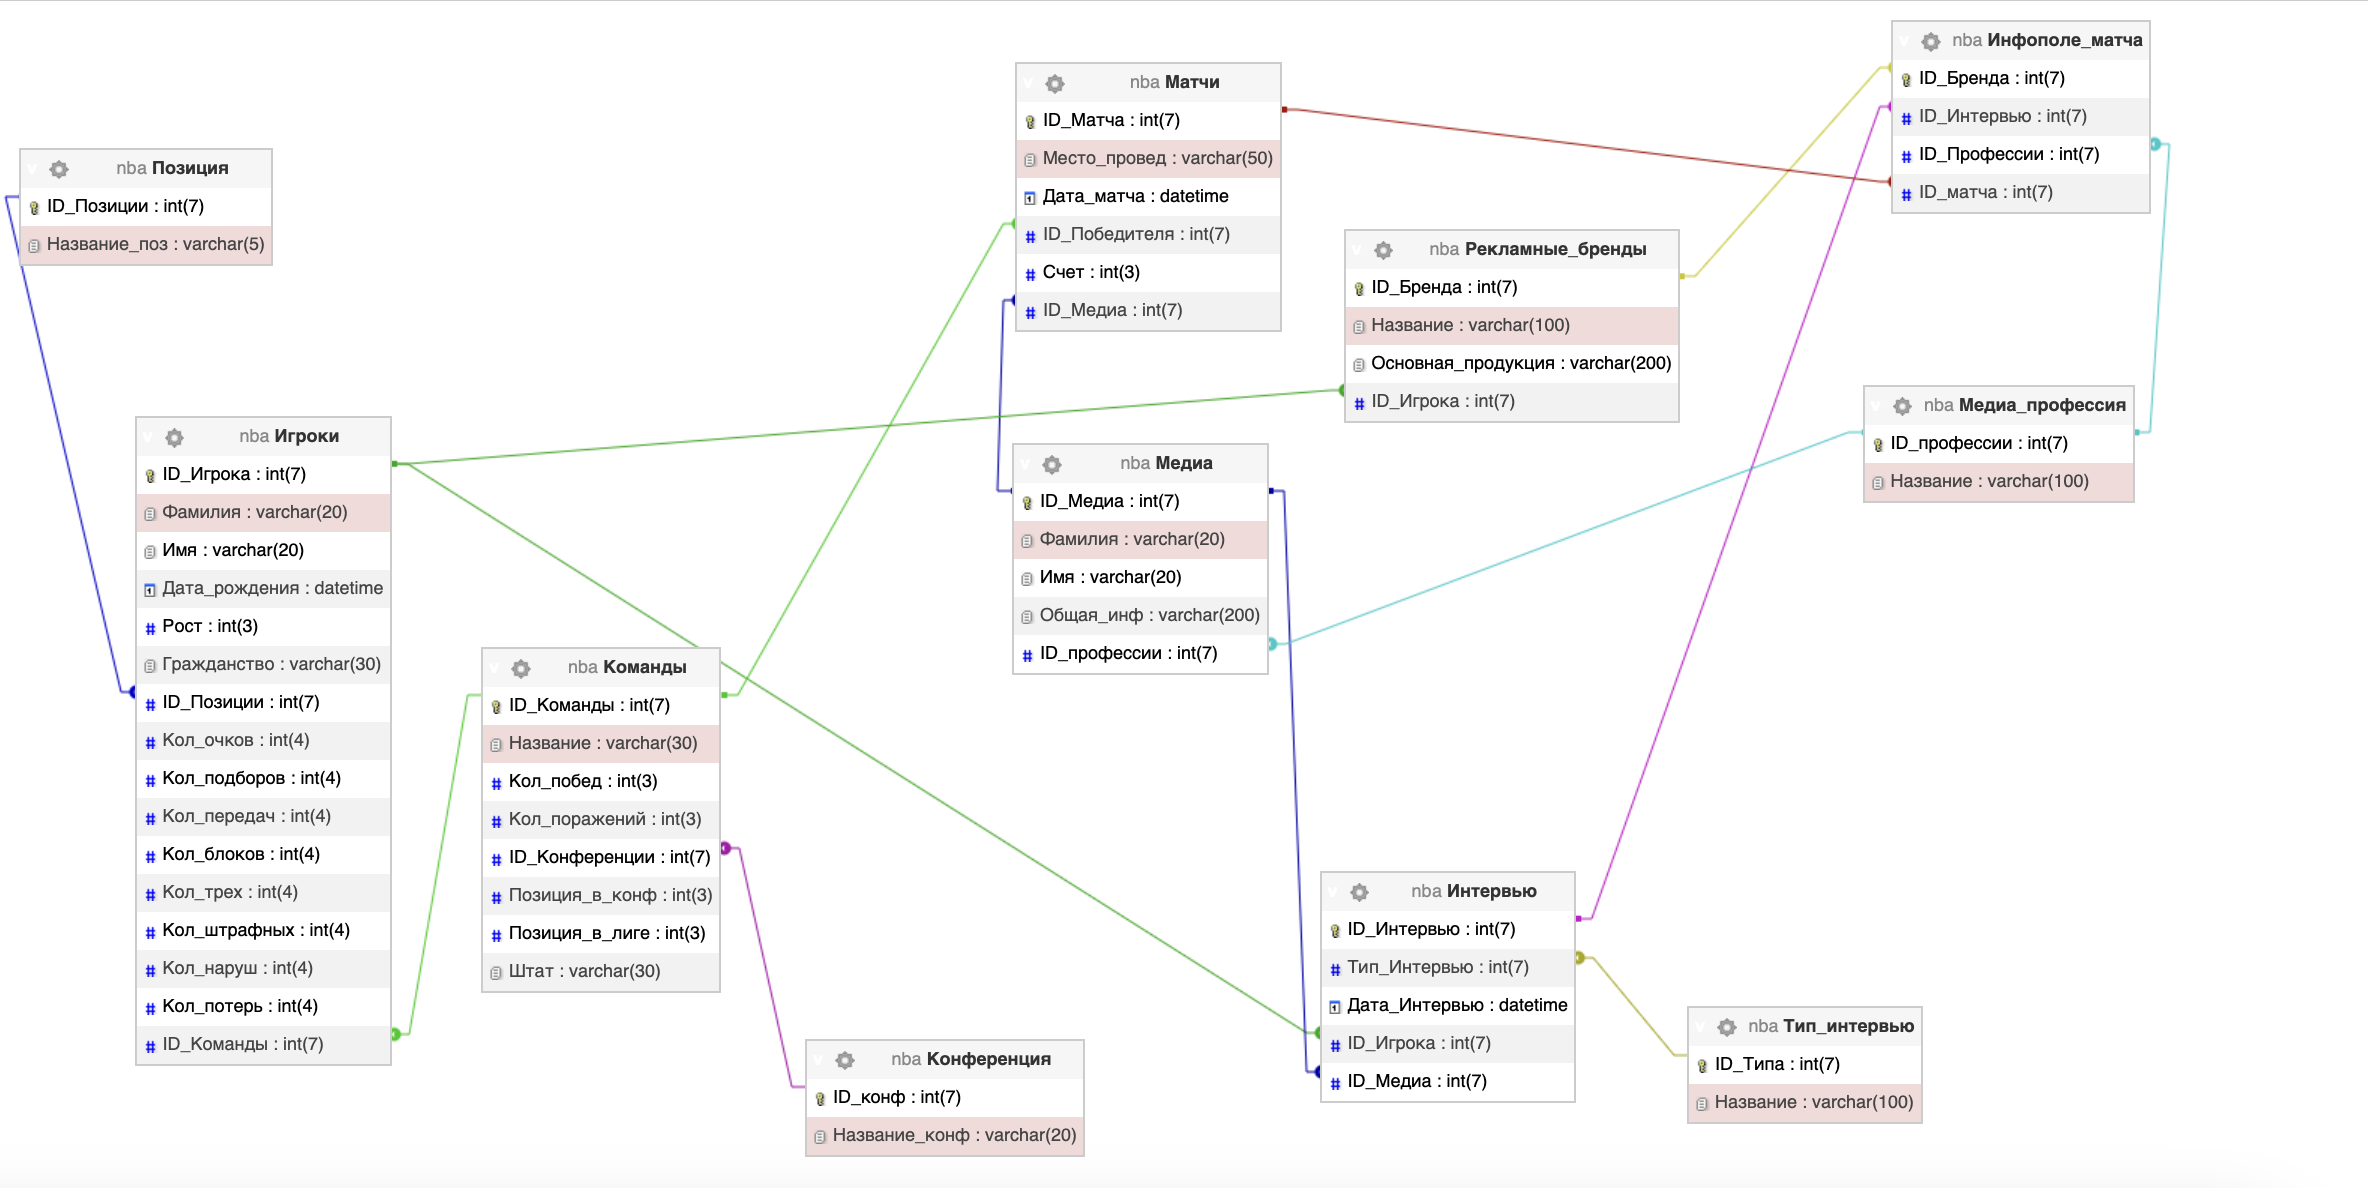 nba Позиция
ID_Позиции : int(7)
Название_поз : varchar(5)
nba Игроки
ID_Игрока : int(7)
Фамилия : varchar(20)
Имя : varchar(20)
Дата_рождения : datetime
Рост : int(3)
Гражданство : varchar(30)
ID_Позиции : int(7)
Кол_очков : int(4)
Кол_подборов : int(4)
Кол_передач : int(4)
Кол_блоков : int(4)
Кол_трех : int(4)
Кол_штрафных : int(4)
Кол_наруш : int(4)
Кол_потерь : int(4)
ID_Команды : int(7)
nba Команды
ID_Команды : int(7)
Название : varchar(30)
Кол_побед : int(3)
Кол_поражений : int(3)
ID_Конференции : int(7)
Позиция_в_конф : int(3)
Позиция_в_лиге : int(3)
Штат : varchar(30)
nba Конференция
ID_конф : int(7)
Название_конф : varchar(20)
nba Матчи
ID_Матча : int(7)
Место_провед : varchar(50)
Дата_матча : datetime
ID_Победителя : int(7)
Счет : int(3)
ID_Медиа : int(7)
nba Медиа
ID_Медиа : int(7)
Фамилия : varchar(20)
Имя : varchar(20)
Общая_инф : varchar(200)
ID_профессии : int(7)
nba Рекламные_бренды
ID_Бренда : int(7)
Название : varchar(100)
Основная_продукция : varchar(200)
ID_Игрока : int(7)
nba Интервью
ID_Интервью : int(7)
Тип_Интервью : int(7)
Дата_Интервью : datetime
ID_Игрока : int(7)
ID_Медиа : int(7)
nba Инфополе_матча
ID_Бренда : int(7)
ID_Интервью : int(7)
ID_Профессии : int(7)
ID_матча : int(7)
nba Медиа_профессия
ID_профессии : int(7)
Название : varchar(100)
nba Тип_интервью
ID_Типа : int(7)
Название : varchar(100)